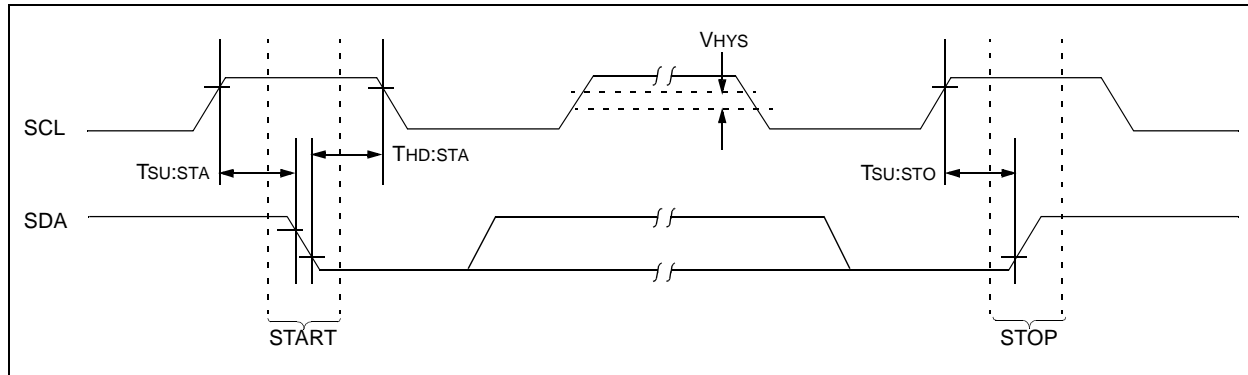 VHYS
SCL
TSU:STA
THD:STA
TSU:STO
SDA
START
STOP